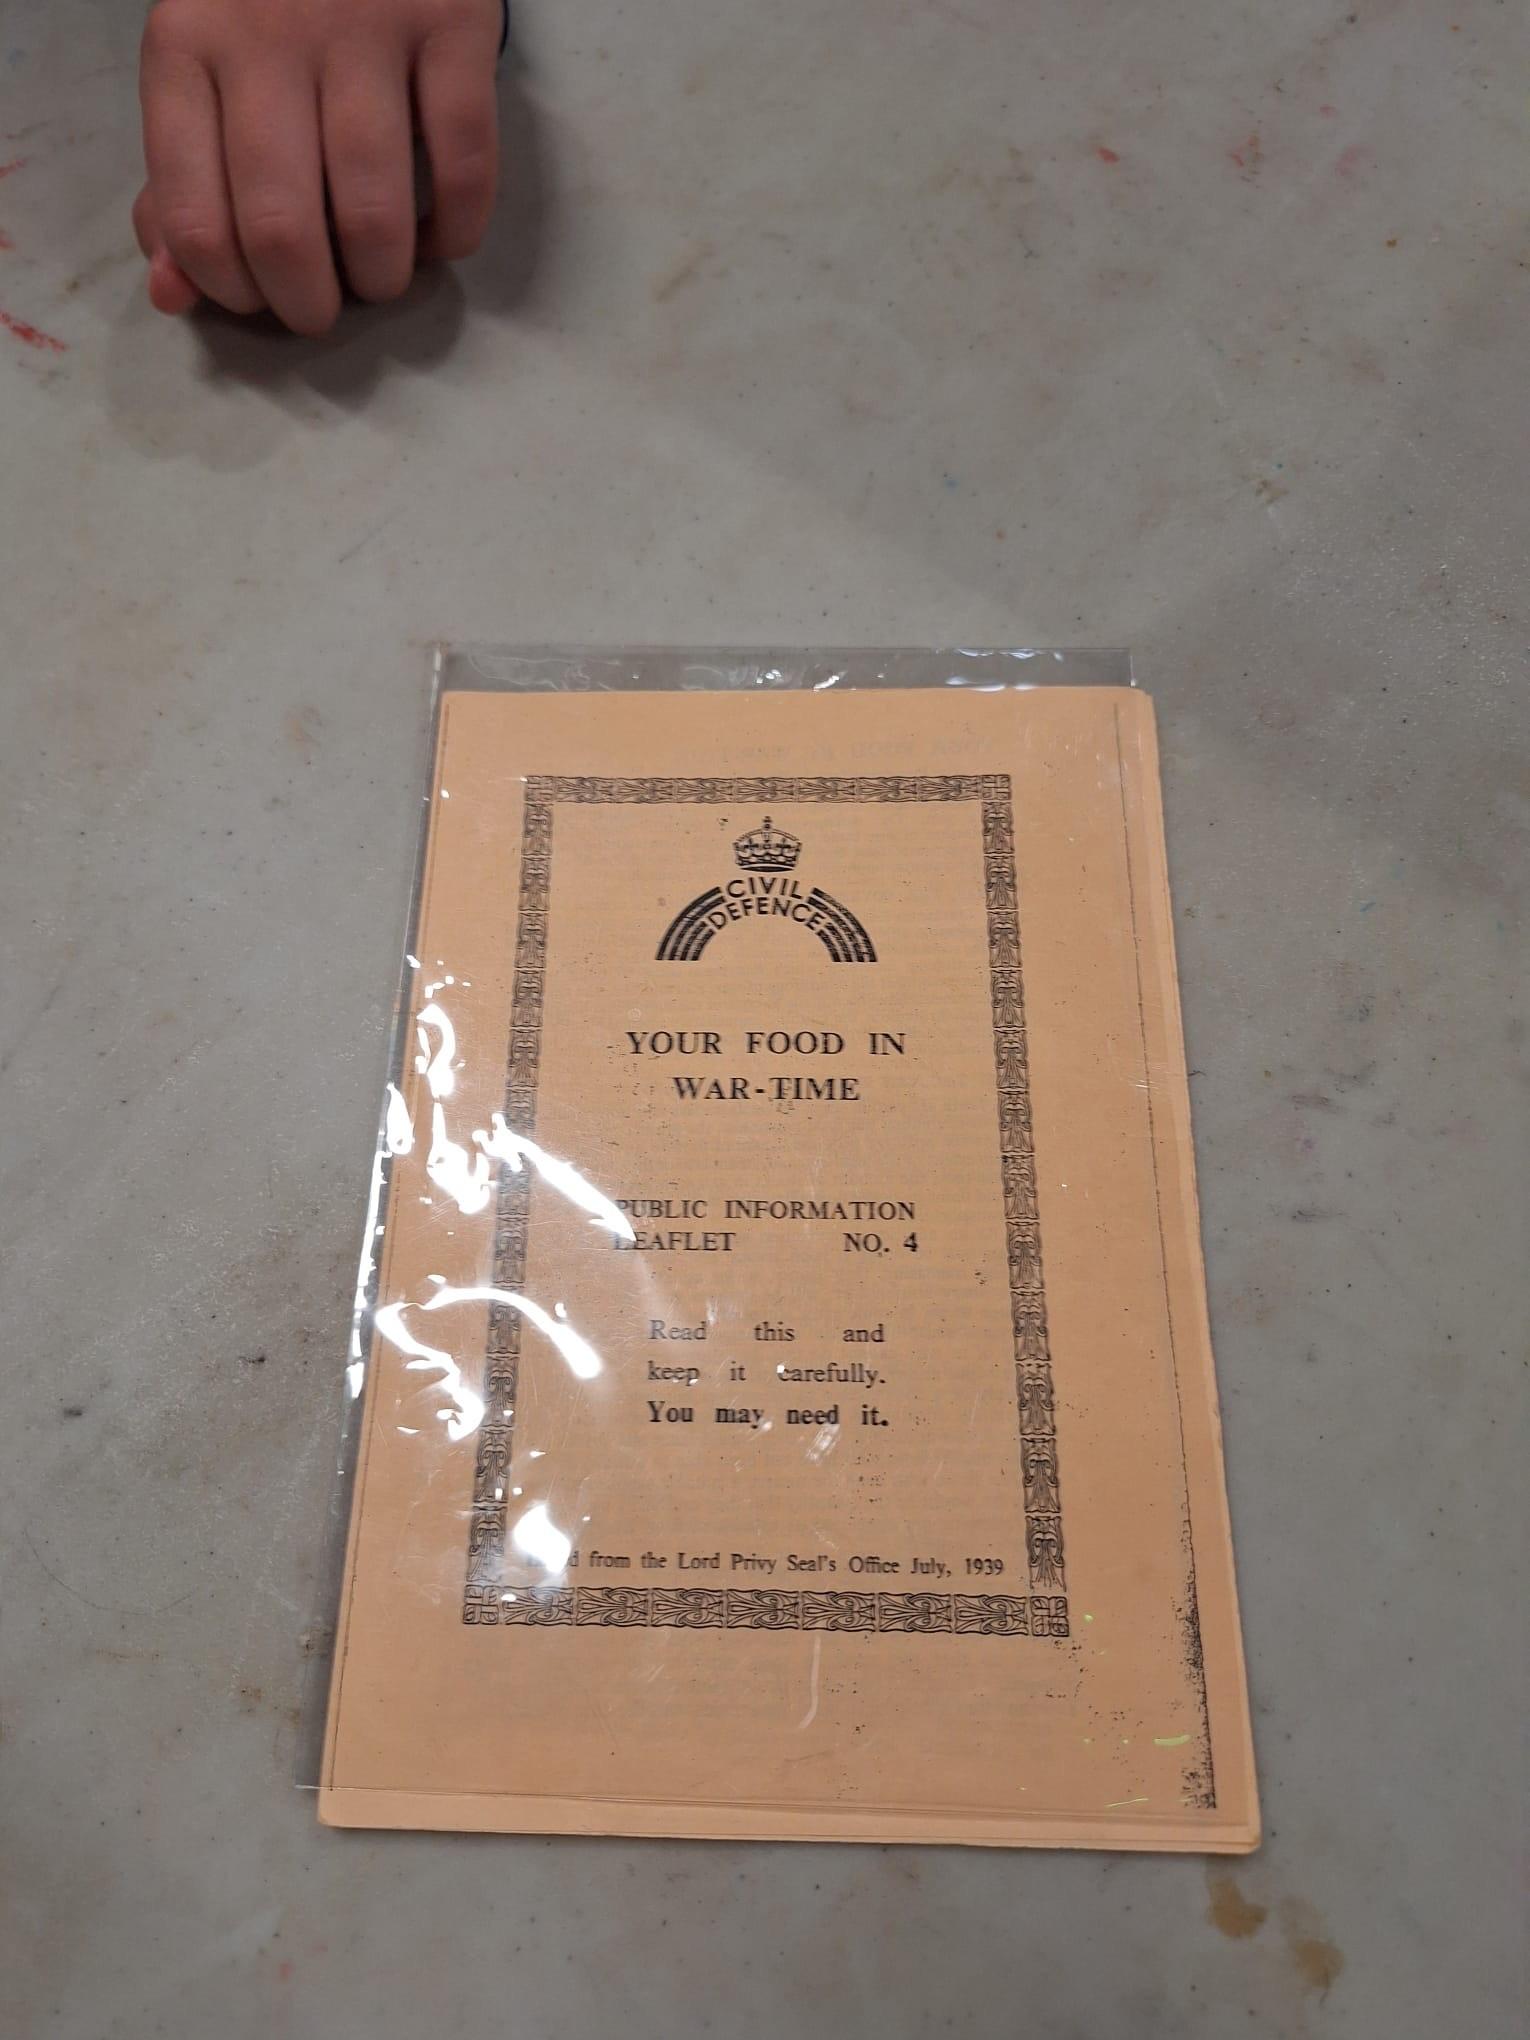 CIVIL
DEFENCE
YOUR FOOD IN
WAR-TIME
PUBLIC INFORMATION
LEAFLET NO. 4
Read this and
keep it carefully.
You may need it.
from the Lord Privy Seal's Office July, 1939